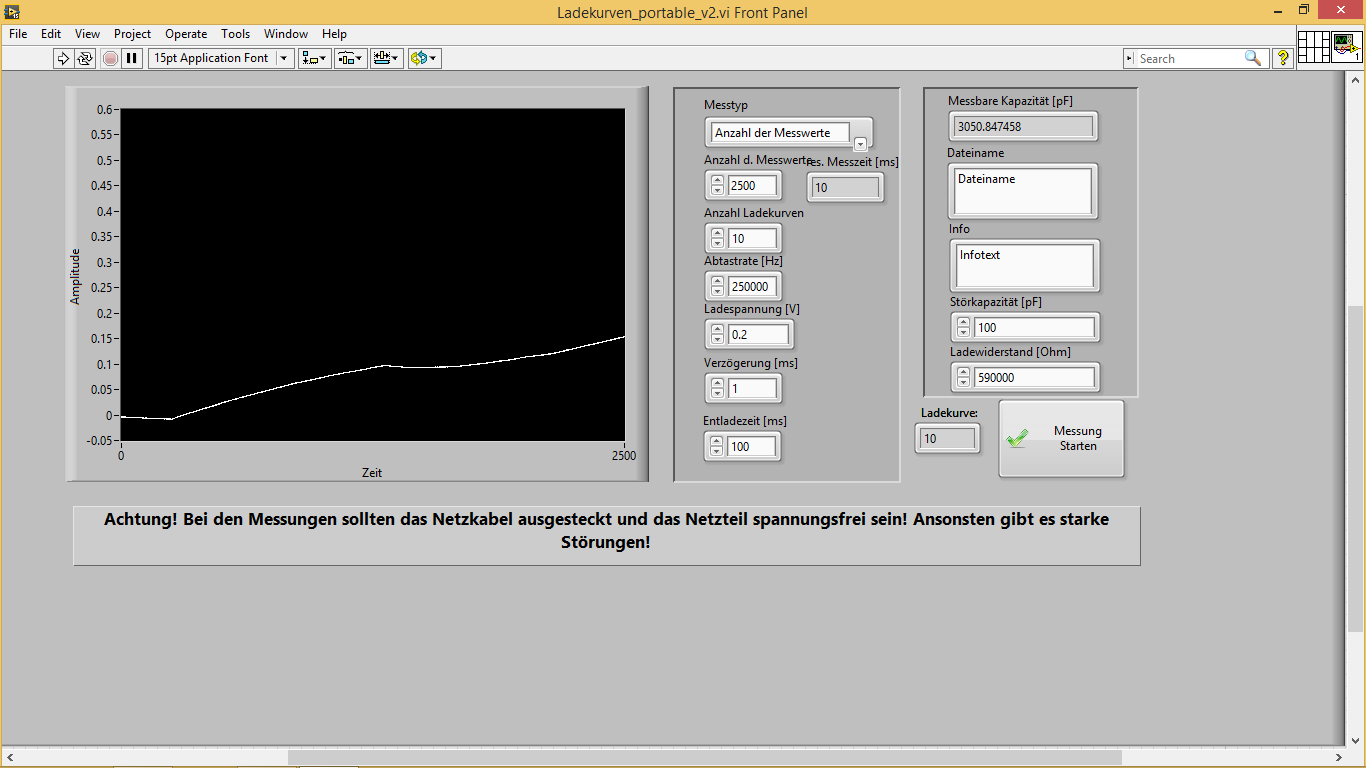 Ladekurven_portable_v2.vi Front Panel
File Edit View Project Operate Tools Window Help
15pt Application Font
Search
1
0.6
0.55
0.5
0.45
0.4
0.35
0.3
0.25
0.2
0.15
0.1
0.05
0
-0.05
Amplitude
0 2500
Zeit
Messtyp
Anzahl der Messwerte
Anzahl d. Messwerte
res. Messzeit [ms]
2500
10
Anzahl Ladekurven
10
Abtastrate [Hz]
250000
Ladespannung [V]
0.2
Verzögerung [ms]
1
Entladezeit [ms]
100
Messbare Kapazität [pF]
3050.847458
Dateiname
Dateiname
Info
Infotext
Störkapazität [pF]
100
Ladewiderstand [Ohm]
590000
Ladekurve:
10
Messung
Starten
Achtung! Bei den Messungen sollten das Netzkabel ausgesteckt und das Netzteil spannungsfrei sein! Ansonsten gibt es starke
Störungen!